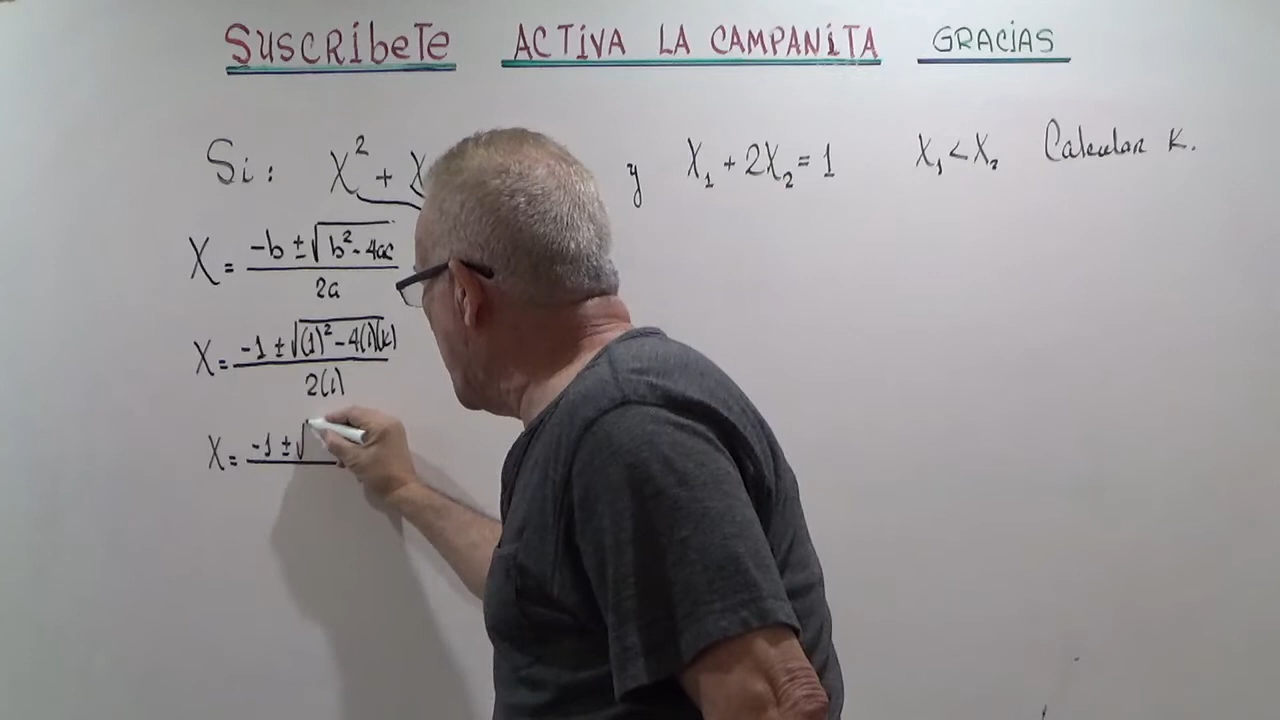 SUSCRIBETE ACTIVA LA CAMPANITA GRACIAS
Si: X² + X y X₁ + 2X₂ = 1 X₁ < X₂ Calcular K.
X = (-b ± √(b² - 4ac)) / 2a
X = (-1 ± √((1)² - 4(1)(K))) / 2(1)
X = -1 ± √